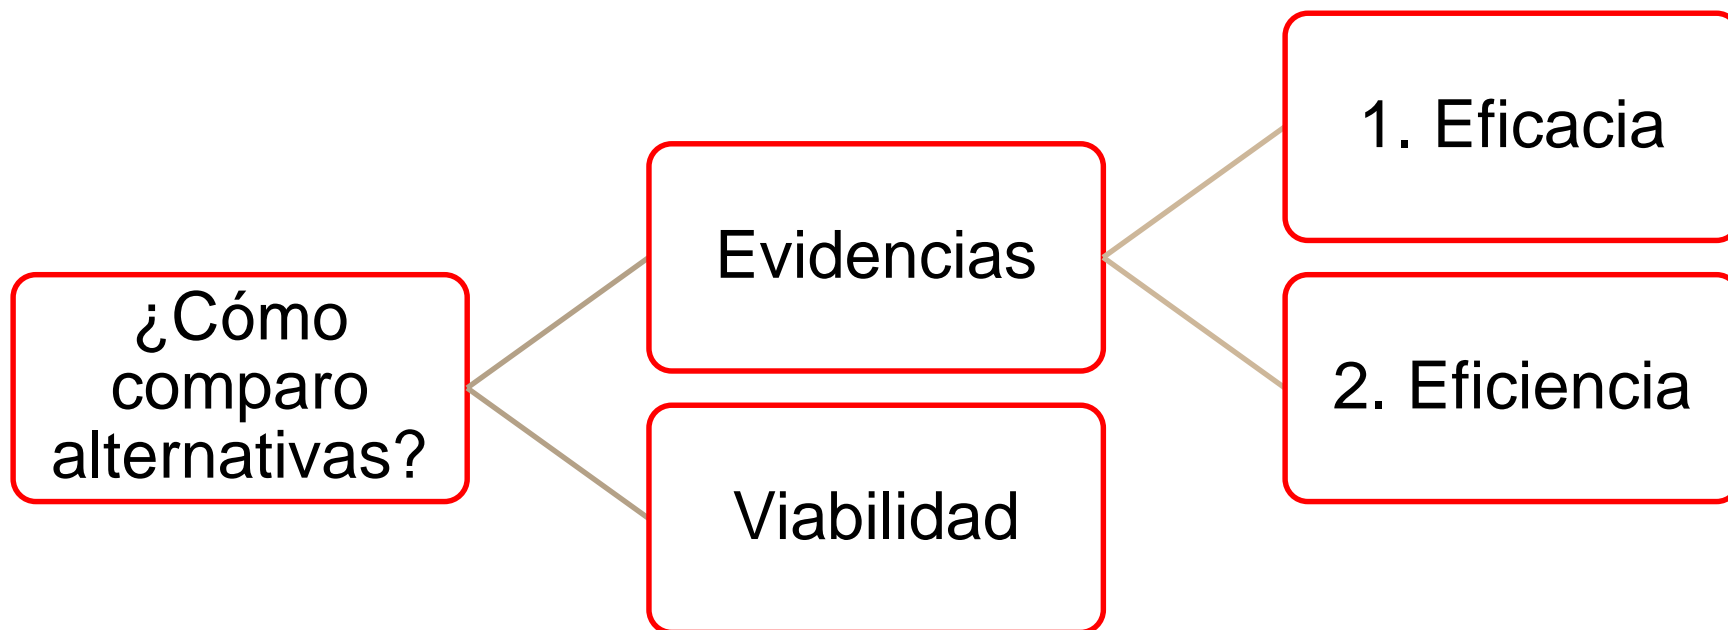 ¿Cómo
comparo
alternativas?
Evidencias
Viabilidad
1. Eficacia
2. Eficiencia